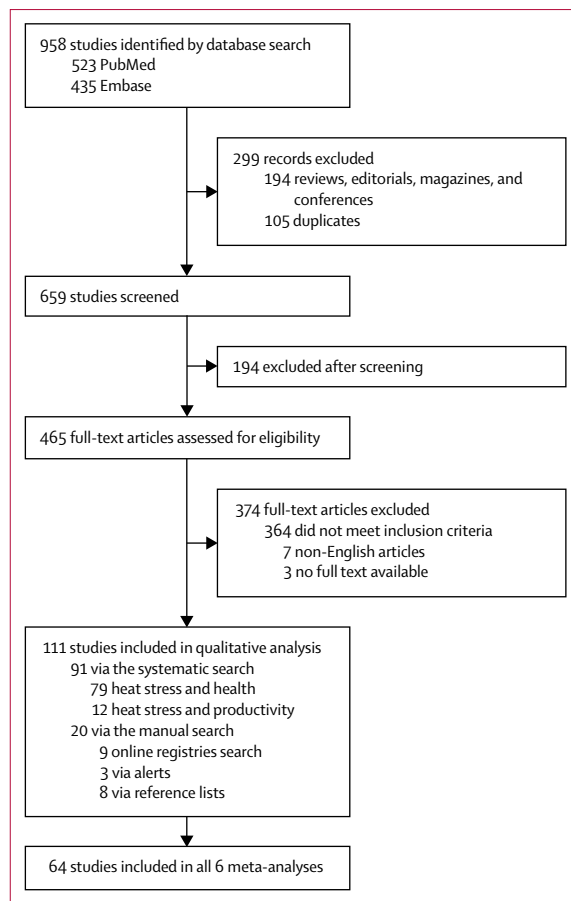 958 studies identified by database search
523 PubMed
435 Embase
299 records excluded
194 reviews, editorials, magazines, and
conferences
105 duplicates
659 studies screened
194 excluded after screening
465 full-text articles assessed for eligibility
374 full-text articles excluded
364 did not meet inclusion criteria
7 non-English articles
3 no full text available
111 studies included in qualitative analysis
91 via the systematic search
79 heat stress and health
12 heat stress and productivity
20 via the manual search
9 online registries search
3 via alerts
8 via reference lists
64 studies included in all 6 meta-analyses